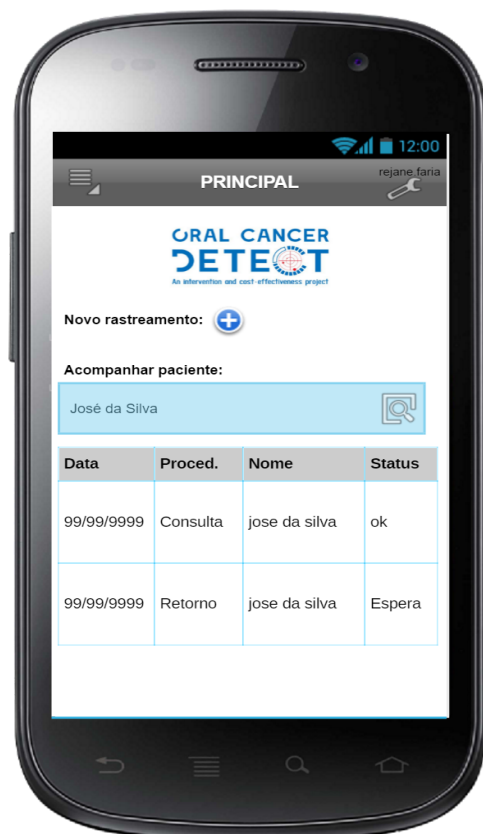 12:00
PRINCIPAL
rejane.faria
ORAL CANCER
DETECT
An intervention and cost-effectiveness project
Novo rastreamento:
Acompanhar paciente:
José da Silva
Data Proced. Nome Status
99/99/9999 Consulta jose da silva ok
99/99/9999 Retorno jose da silva Espera